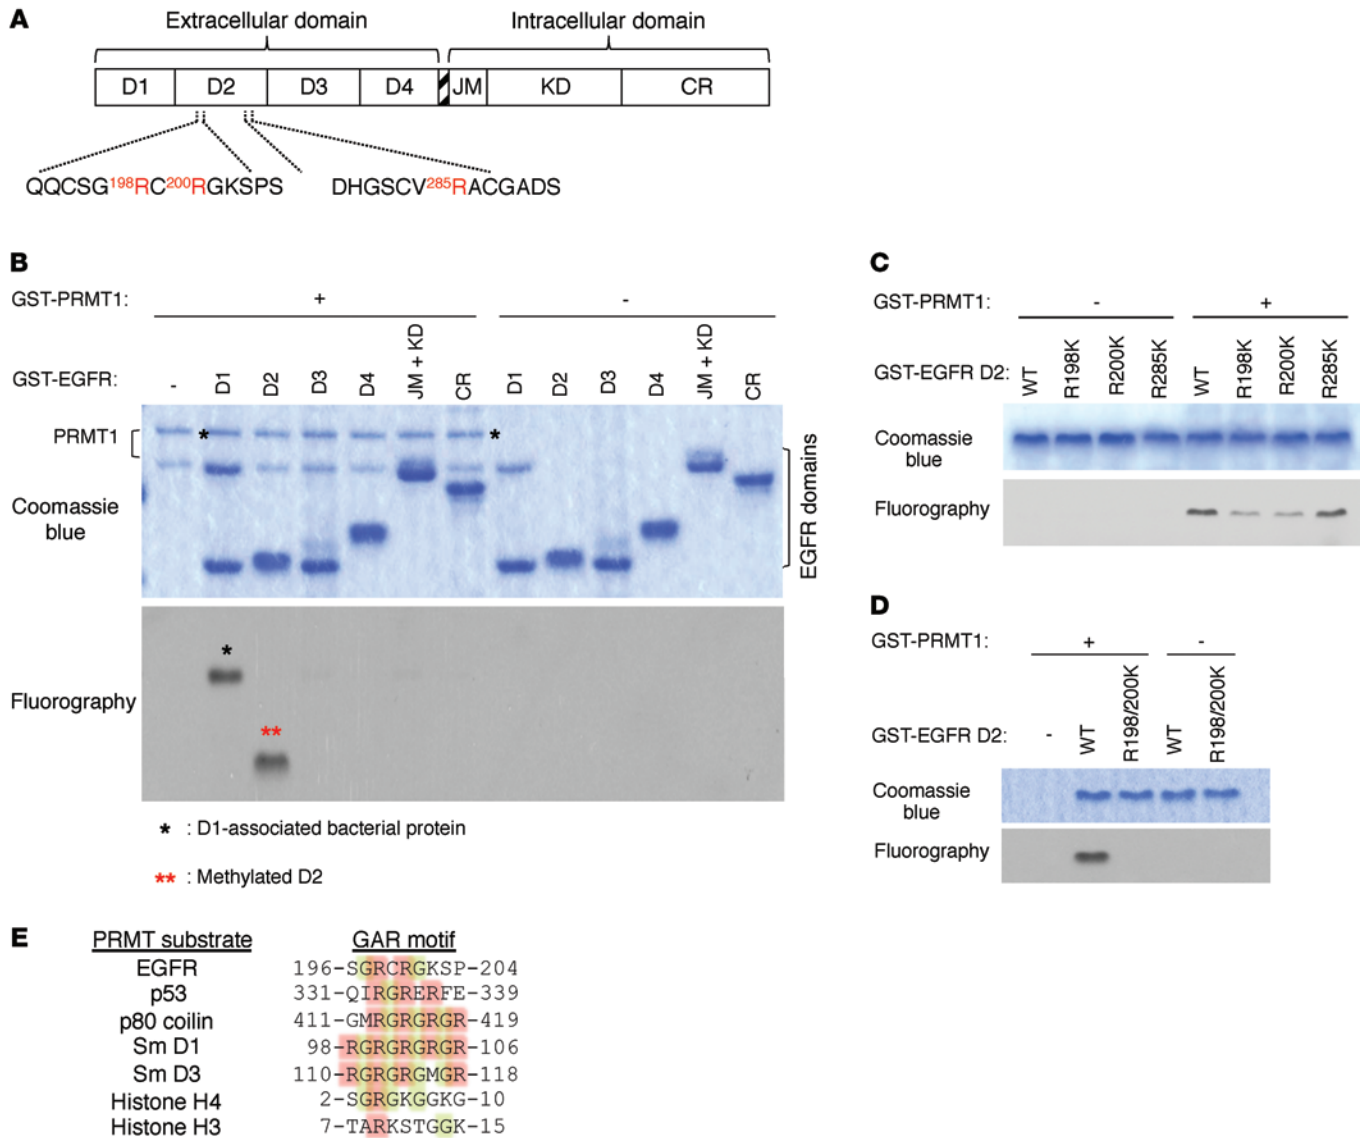 A
Extracellular domain
Intracellular domain
D1 D2 D3 D4 JM KD CR
QQCSG198RC200RGKSPS
DHGSCV285RACGADS
B
GST-PRMT1: + -
GST-EGFR: - D1 D2 D3 D4 JM + KD CR D1 D2 D3 D4 JM + KD CR
PRMT1
* *
Coomassie
blue
EGFR domains
Fluorography
*
**
* : D1-associated bacterial protein
** : Methylated D2
C
GST-PRMT1: - +
GST-EGFR D2: WT R198K R200K R285K WT R198K R200K R285K
Coomassie
blue
Fluorography
D
GST-PRMT1: + -
GST-EGFR D2: - WT R198/200K WT R198/200K
Coomassie
blue
Fluorography
E
PRMT substrate GAR motif
EGFR 196-SGRCRGKSP-204
p53 331-QIRGRERFE-339
p80 coilin 411-GMRGRGRGR-419
Sm D1 98-RGRGRGRGR-106
Sm D3 110-RGRGRGMGR-118
Histone H4 2-SGRGKGGKG-10
Histone H3 7-TARKSTGGK-15